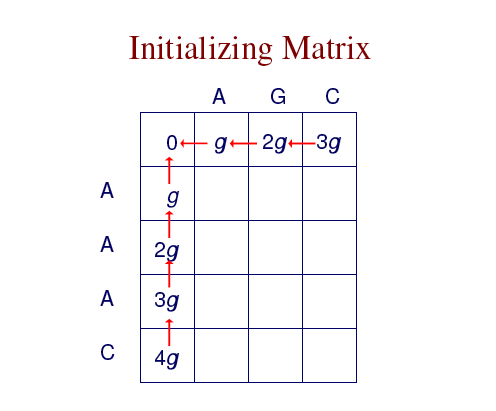 Initializing Matrix
A G C
0 g 2g 3g
A g
A 2g
A 3g
C 4g